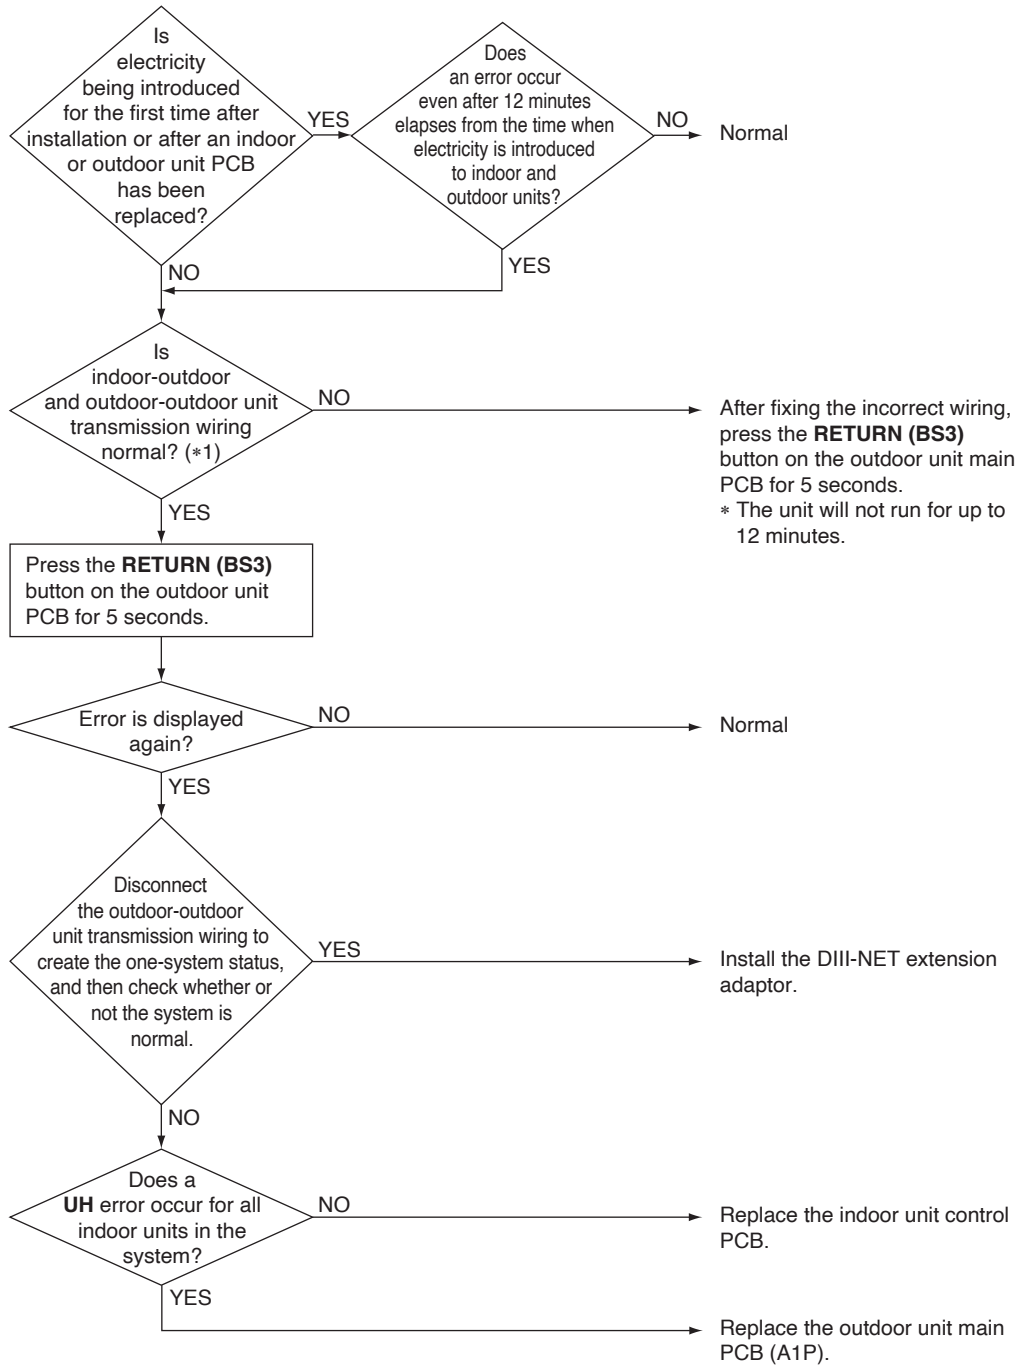 Is
electricity
being introduced
for the first time after
installation or after an indoor
or outdoor unit PCB
has been
replaced?
YES
Does
an error occur
even after 12 minutes
elapses from the time when
electricity is introduced
to indoor and
outdoor units?
NO
Normal
NO
YES
Is
indoor-outdoor
and outdoor-outdoor unit
transmission wiring
normal? (∗1)
NO
After fixing the incorrect wiring,
press the RETURN (BS3)
button on the outdoor unit main
PCB for 5 seconds.
∗ The unit will not run for up to
12 minutes.
YES
Press the RETURN (BS3)
button on the outdoor unit
PCB for 5 seconds.
Error is displayed
again?
NO
Normal
YES
Disconnect
the outdoor-outdoor
unit transmission wiring to
create the one-system status,
and then check whether or
not the system is
normal.
YES
Install the DIII-NET extension
adaptor.
NO
Does a
UH error occur for all
indoor units in the
system?
NO
Replace the indoor unit control
PCB.
YES
Replace the outdoor unit main
PCB (A1P).